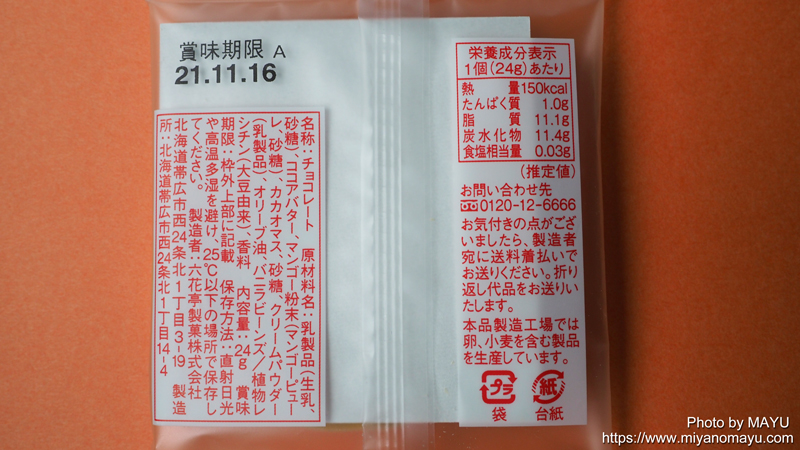 賞味期限 A
21.11.16
名称：チョコレート　原材料名：乳製品（生乳、
砂糖）、ココアバター、マンゴー粉末（マンゴーピュー
レ、砂糖）、カカオマス、砂糖、クリームパウダー
（乳製品）、オリーブ油、バニラビーンズ／植物レ
シチン（大豆由来）、香料　内容量：24g　賞味
期限：枠外上部に記載　保存方法：直射日光
や高温多湿を避け、25℃以下の場所で保存し
てください。　製造者：六花亭製菓株式会社
北海道帯広市西24条北1丁目3-19　製造
所：北海道帯広市西24条北1丁目14-4
栄養成分表示
1個（24g）あたり
熱量 150kcal
たんぱく質 1.0g
脂質 11.1g
炭水化物 11.4g
食塩相当量 0.03g
（推定値）
お問い合わせ先
0120-12-6666
お気付きの点がござ
いましたら、製造者
宛に送料着払いで
お送りください。折り
返し代品をお送りい
たします。
本品製造工場では
卵、小麦を含む製品
を生産しています。
プラ 紙
袋 台紙
Photo by MAYU
https://www.miyanomayu.com/